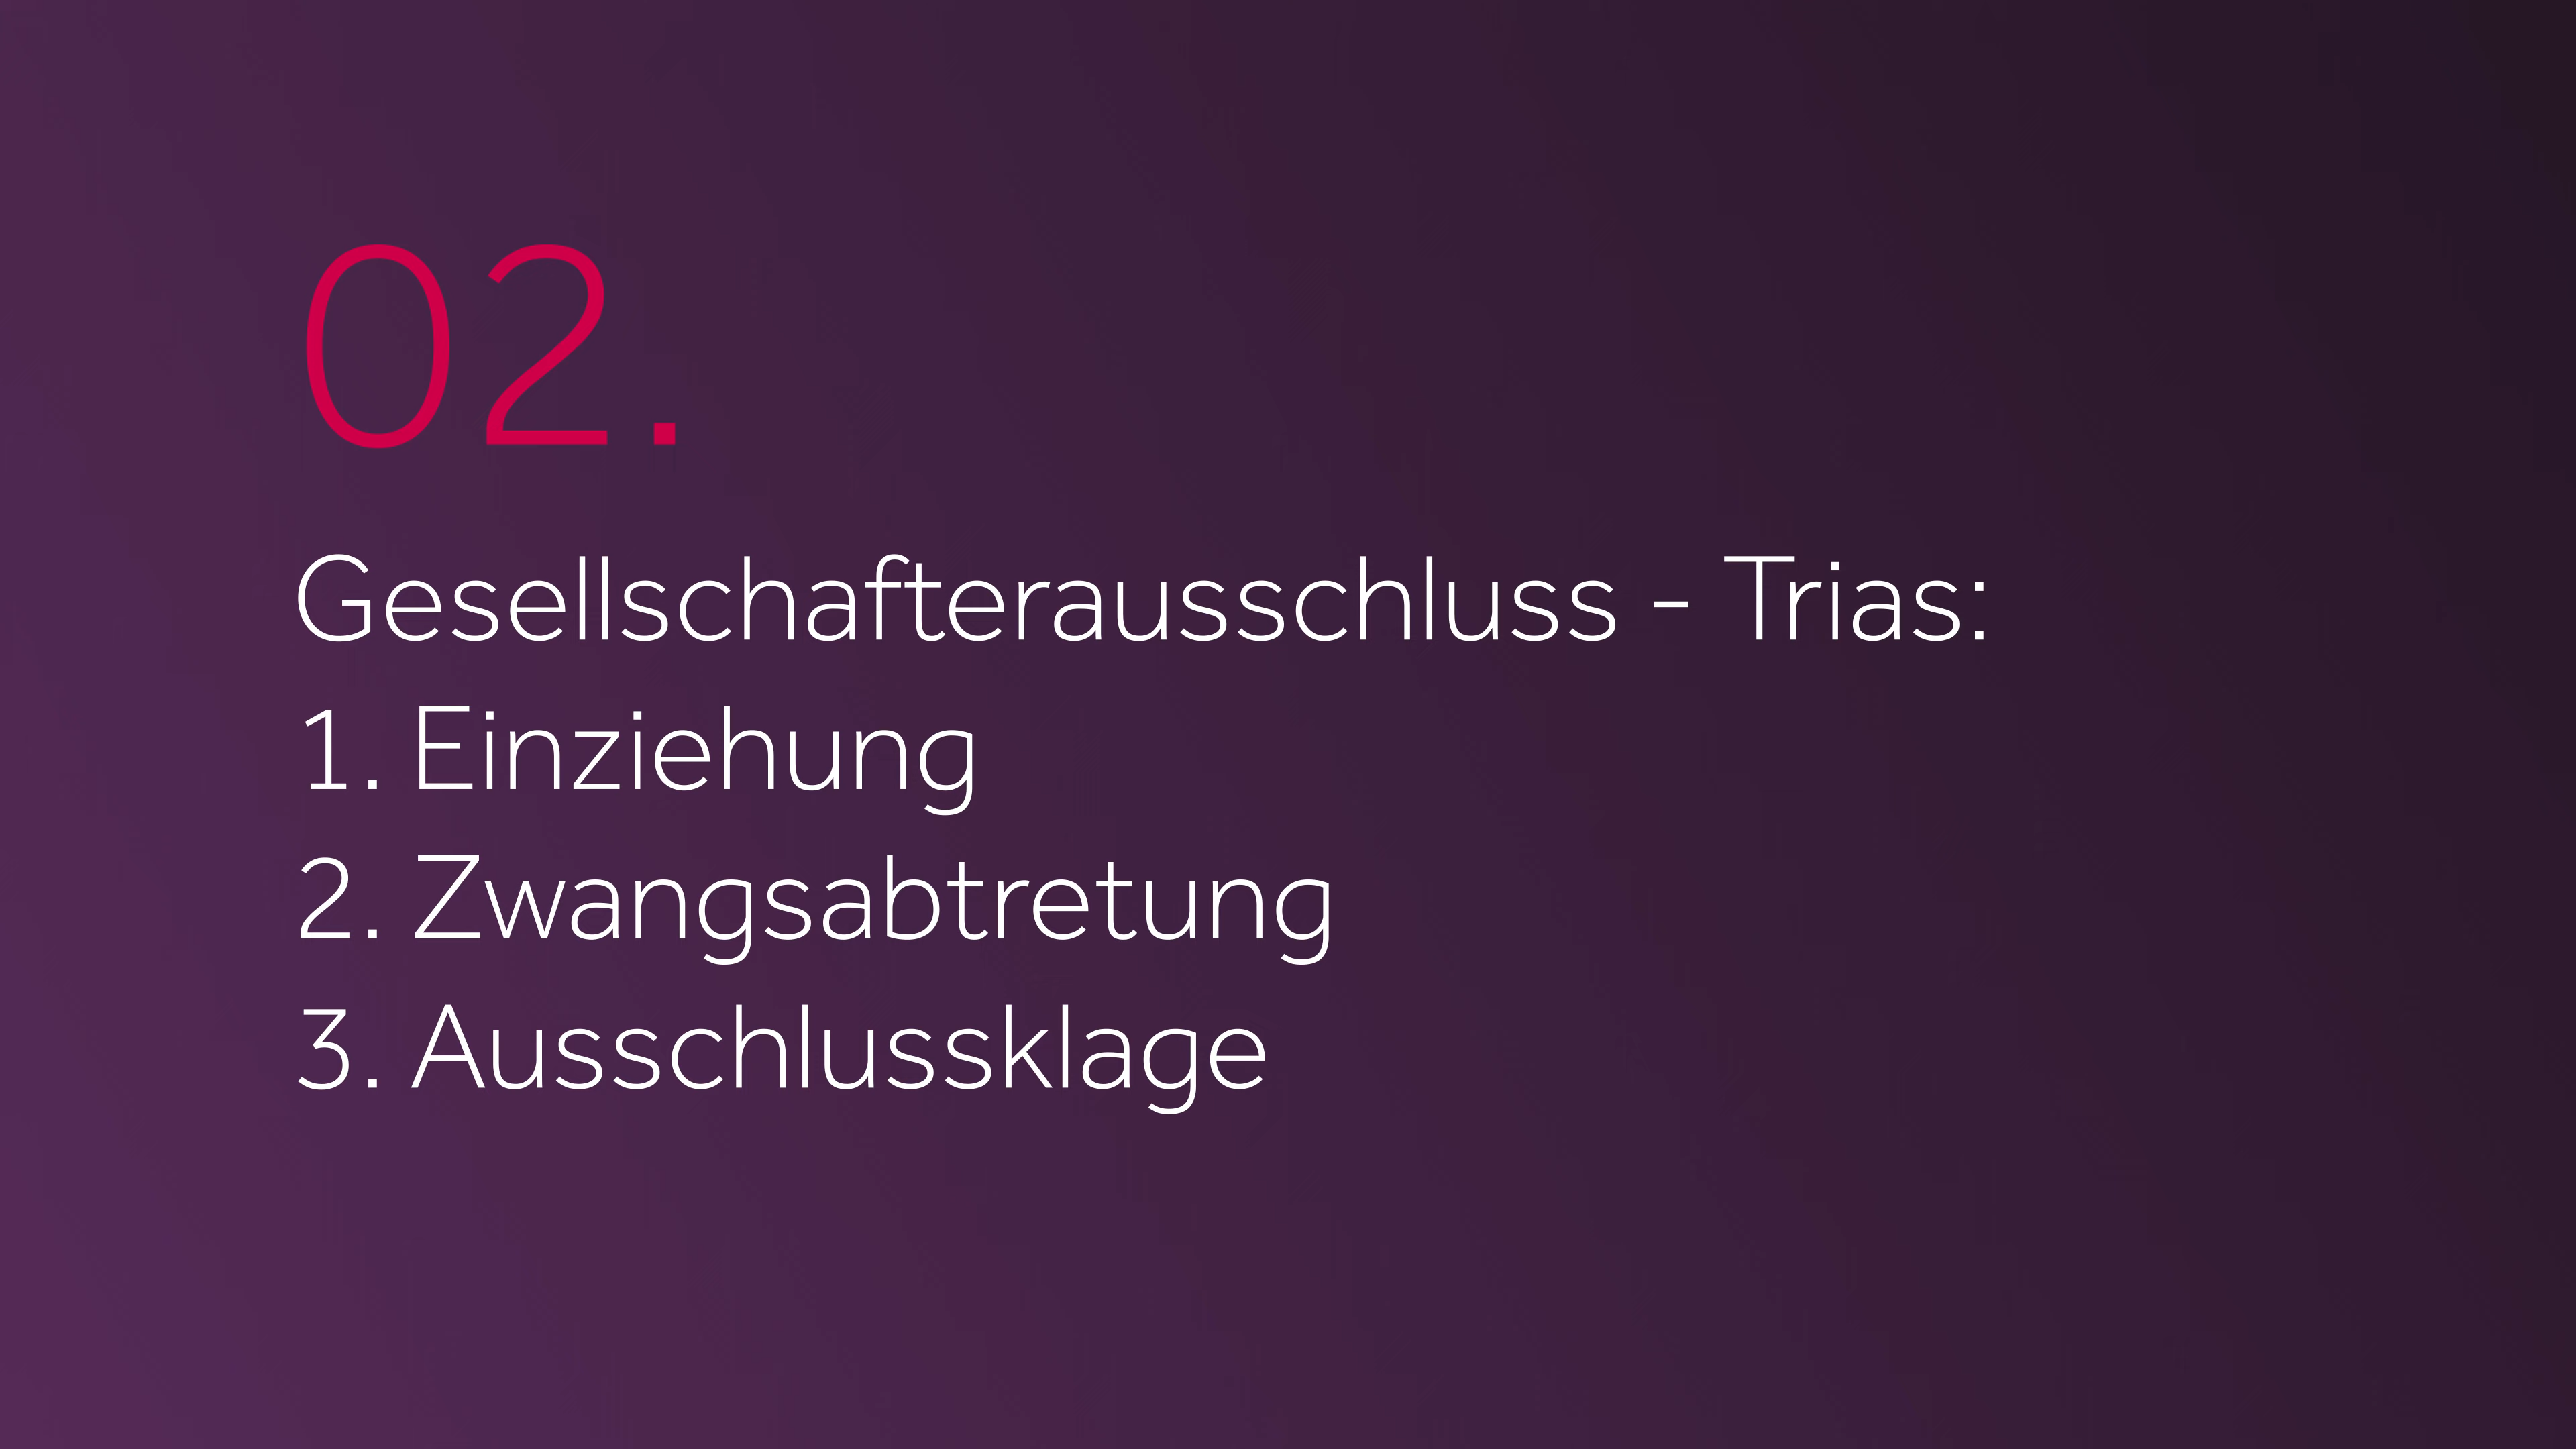 02.
Gesellschafterausschluss - Trias:
1. Einziehung
2. Zwangsabtretung
3. Ausschlussklage